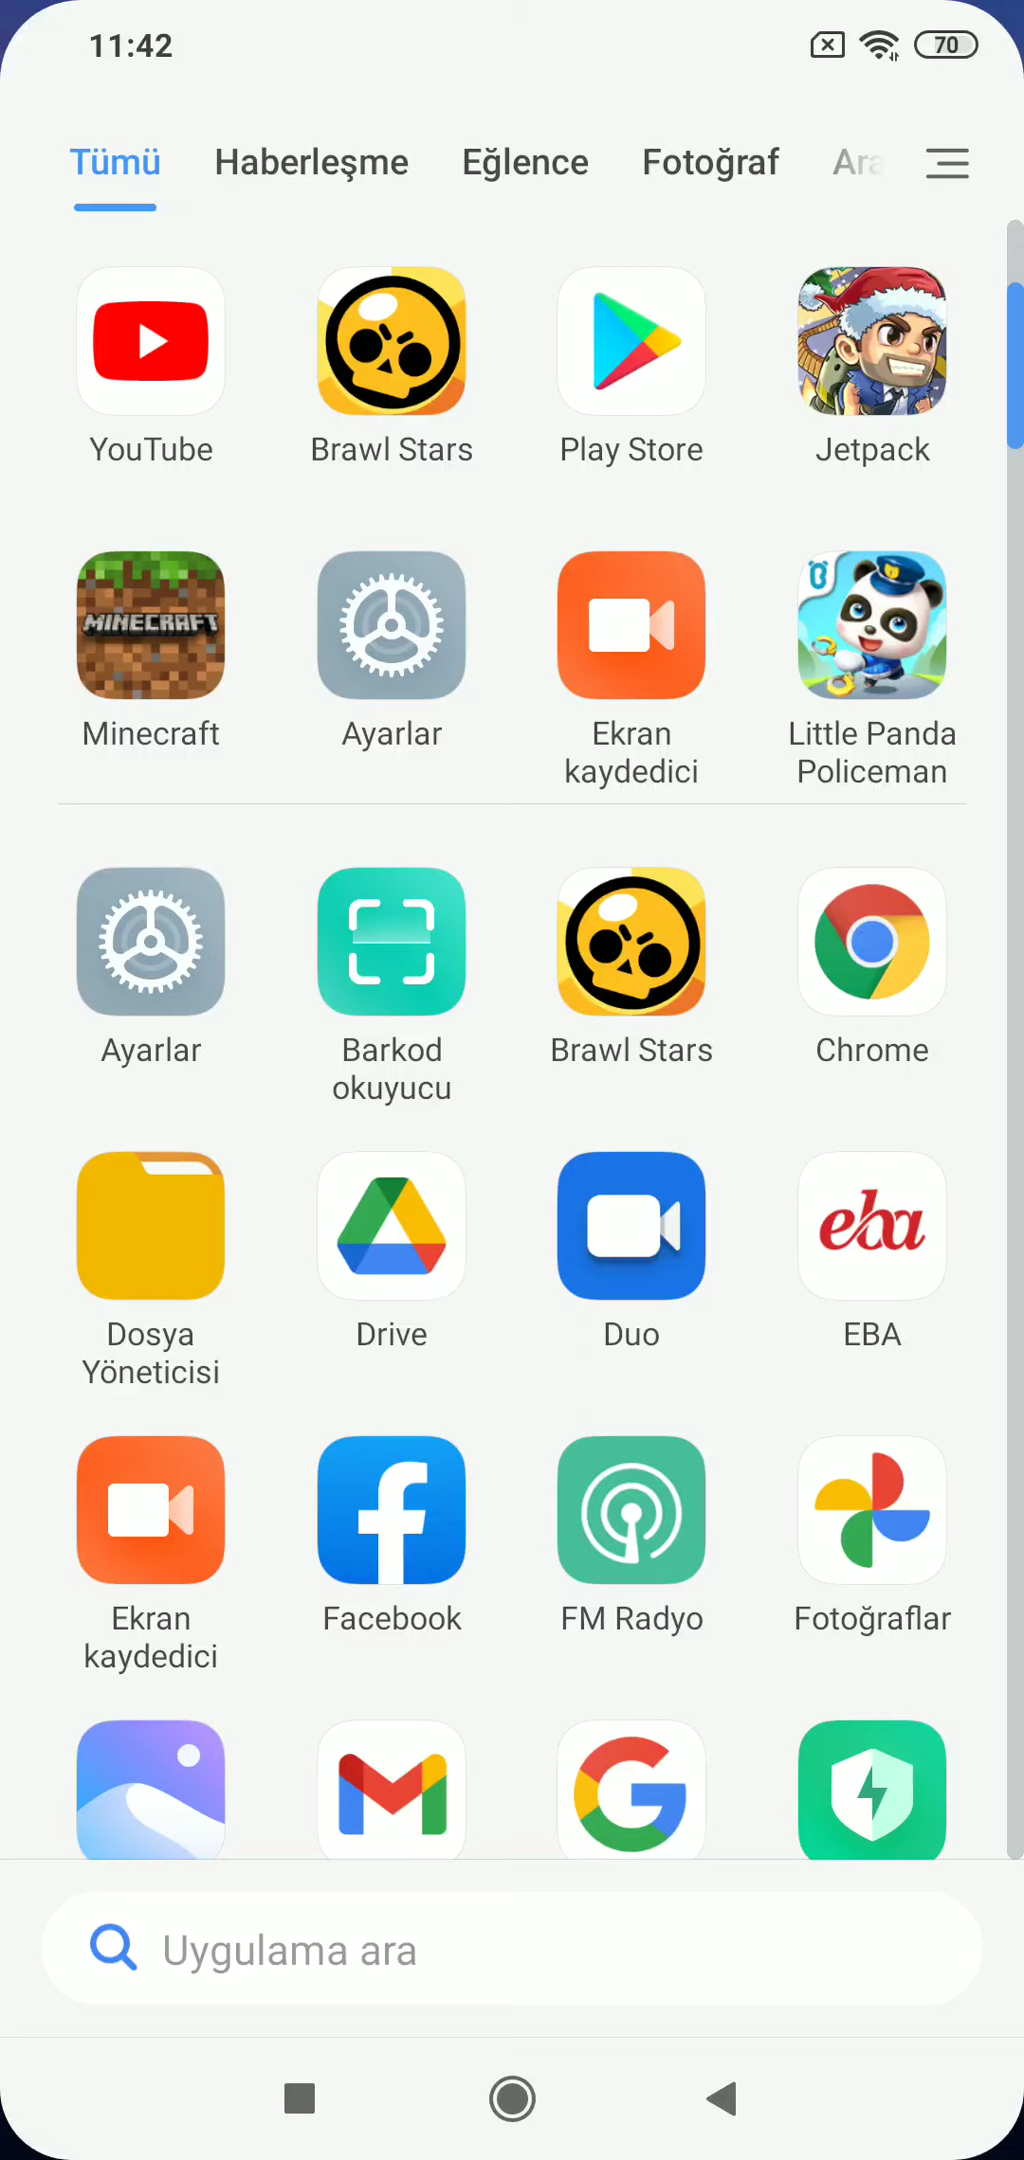 11:42
70
Tümü Haberleşme Eğlence Fotoğraf Ara
YouTube Brawl Stars Play Store Jetpack
MINECRAFT
Minecraft Ayarlar Ekran kaydedici Little Panda Policeman
Ayarlar Barkod okuyucu Brawl Stars Chrome
eba
Dosya Yöneticisi Drive Duo EBA
Ekran kaydedici Facebook FM Radyo Fotoğraflar
Uygulama ara